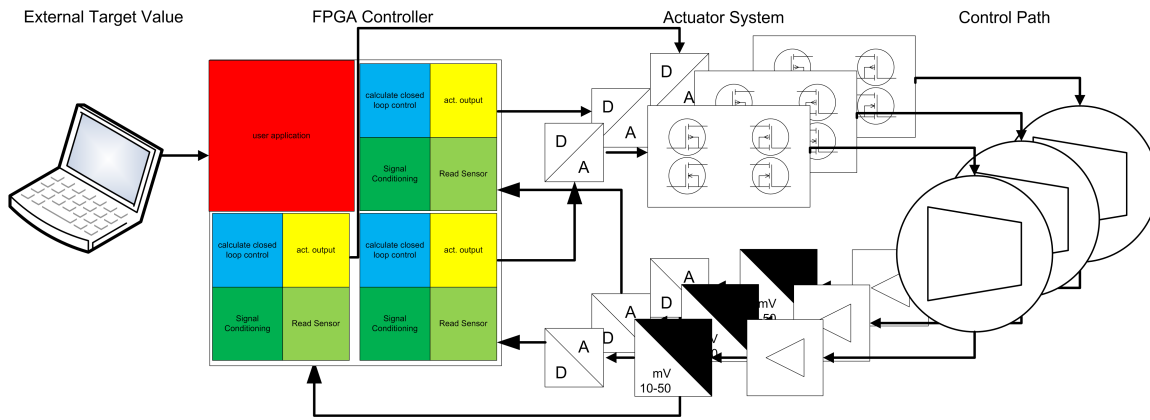 External Target Value
FPGA Controller
Actuator System
Control Path
user application
calculate closed
loop control
act. output
Signal
Conditioning
Read Sensor
calculate closed
loop control
act. output
Signal
Conditioning
Read Sensor
calculate closed
loop control
act. output
Signal
Conditioning
Read Sensor
D
A
D
A
D
A
A
D
A
D
A
D
mV
50
V
0
mV
10-50